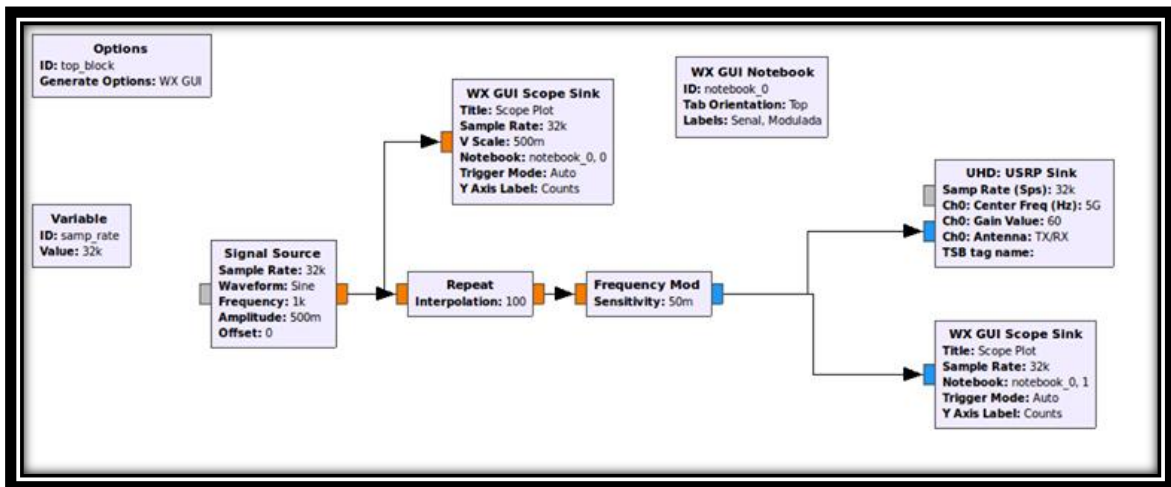 Options
ID: top_block
Generate Options: WX GUI
Variable
ID: samp_rate
Value: 32k
Signal Source
Sample Rate: 32k
Waveform: Sine
Frequency: 1k
Amplitude: 500m
Offset: 0
WX GUI Scope Sink
Title: Scope Plot
Sample Rate: 32k
V Scale: 500m
Notebook: notebook_0, 0
Trigger Mode: Auto
Y Axis Label: Counts
Repeat
Interpolation: 100
Frequency Mod
Sensitivity: 50m
WX GUI Notebook
ID: notebook_0
Tab Orientation: Top
Labels: Senal, Modulada
UHD: USRP Sink
Samp Rate (Sps): 32k
Ch0: Center Freq (Hz): 5G
Ch0: Gain Value: 60
Ch0: Antenna: TX/RX
TSB tag name:
WX GUI Scope Sink
Title: Scope Plot
Sample Rate: 32k
Notebook: notebook_0, 1
Trigger Mode: Auto
Y Axis Label: Counts